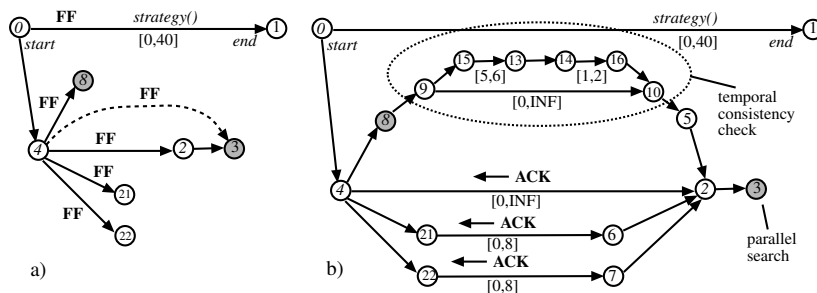 0 FF strategy() 1
start [0,40] end
8
FF FF
FF
4 2 3
FF
21
FF
22
a)
0 strategy() 1
start [0,40] end
15 13 14 16
[5,6] [1,2]
9 10
[0,INF]
temporal
consistency
check
8 5
ACK
4 2 3
[0,INF]
ACK
21 6
[0,8]
ACK
22 7
[0,8]
parallel
search
b)